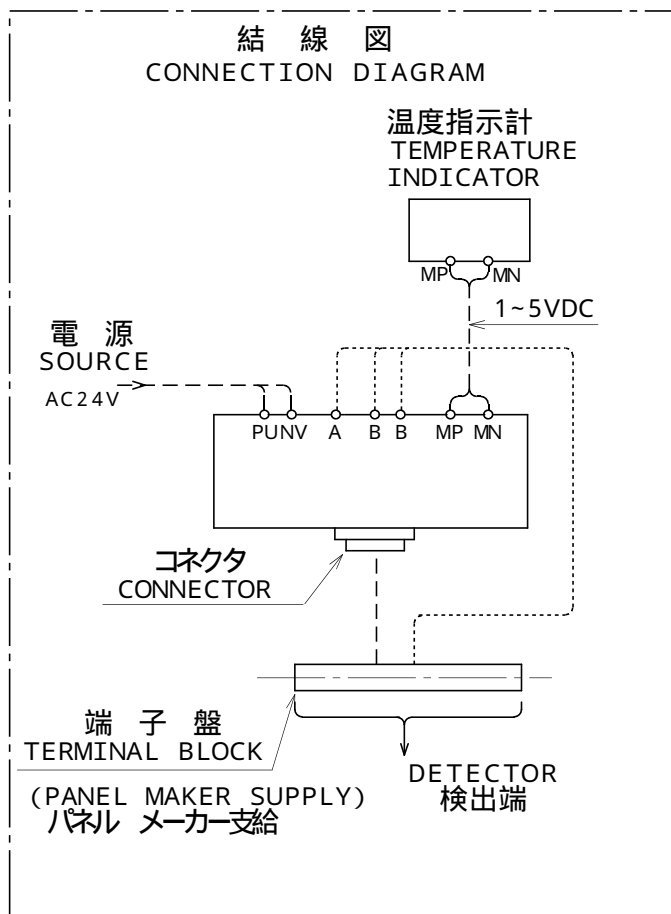 結 線 図
CONNECTION DIAGRAM
温度指示計
TEMPERATURE
INDICATOR
MP MN
1~5VDC
電 源
SOURCE
AC24V
PU NV A B B MP MN
コネクタ
CONNECTOR
端 子 盤
TERMINAL BLOCK
(PANEL MAKER SUPPLY)
パネル メーカー支給
DETECTOR
検出端